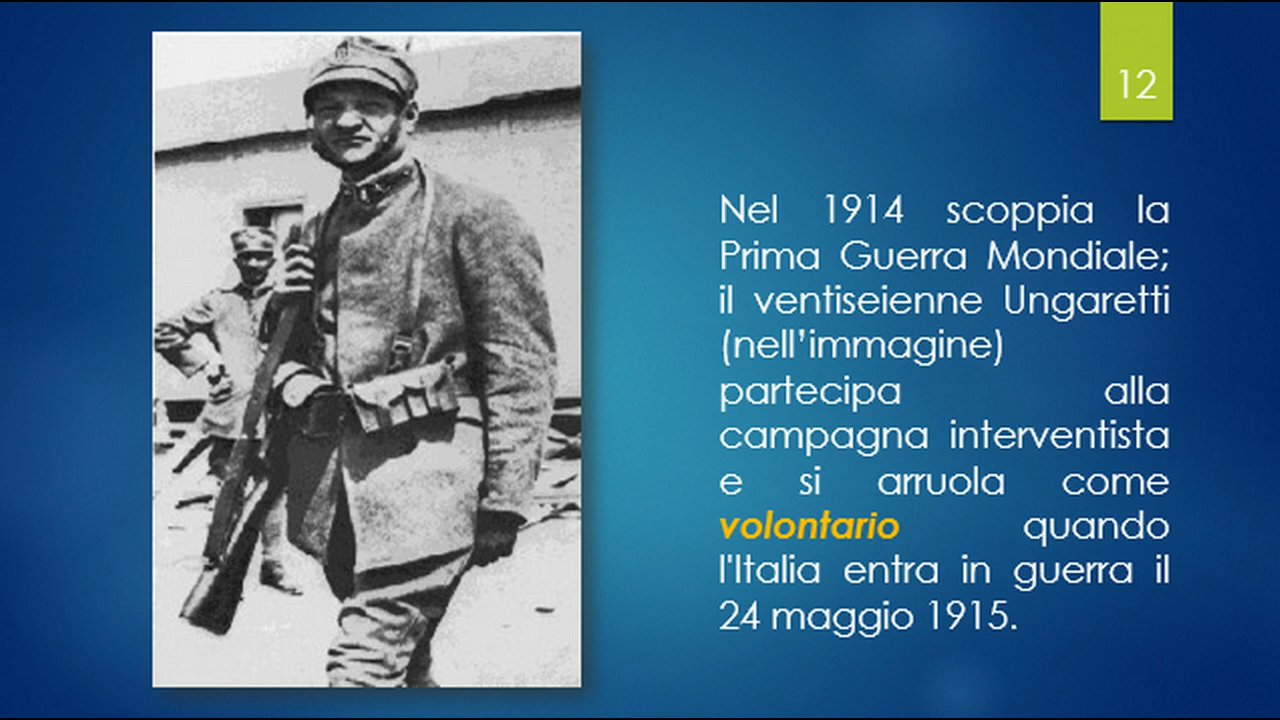 12
Nel 1914 scoppia la
Prima Guerra Mondiale;
il ventiseienne Ungaretti
(nell'immagine)
partecipa alla
campagna interventista
e si arruola come
volontario quando
l'Italia entra in guerra il
24 maggio 1915.